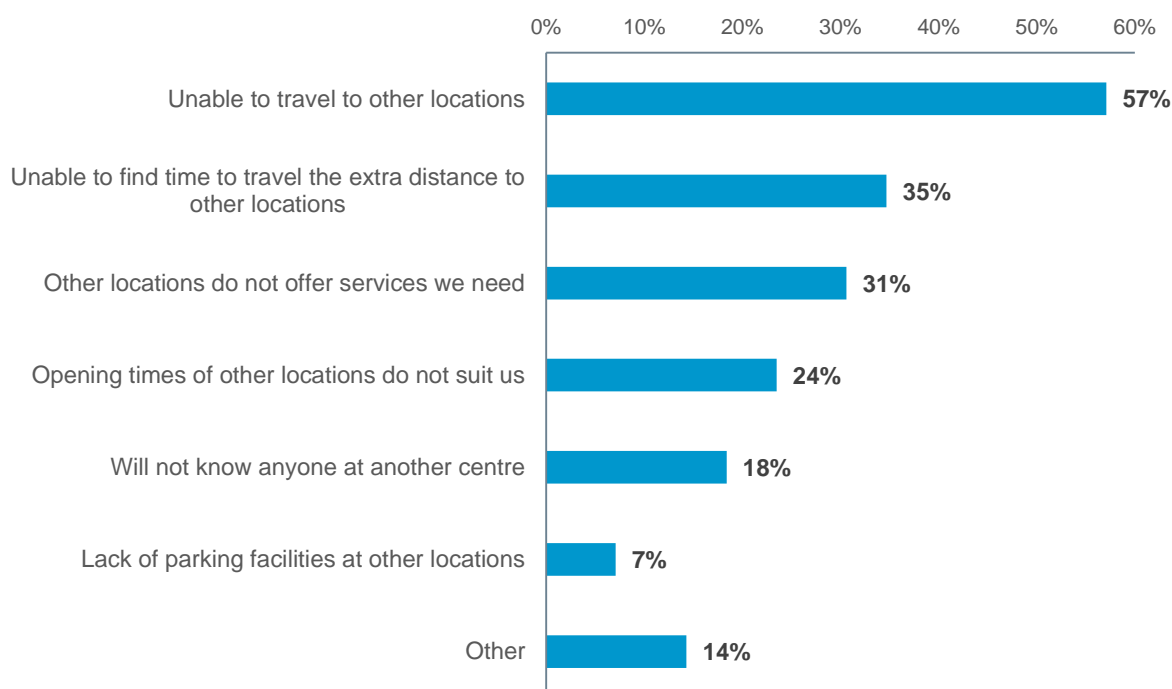 0% 10% 20% 30% 40% 50% 60%
Unable to travel to other locations 57%
Unable to find time to travel the extra distance to
other locations 35%
Other locations do not offer services we need 31%
Opening times of other locations do not suit us 24%
Will not know anyone at another centre 18%
Lack of parking facilities at other locations 7%
Other 14%